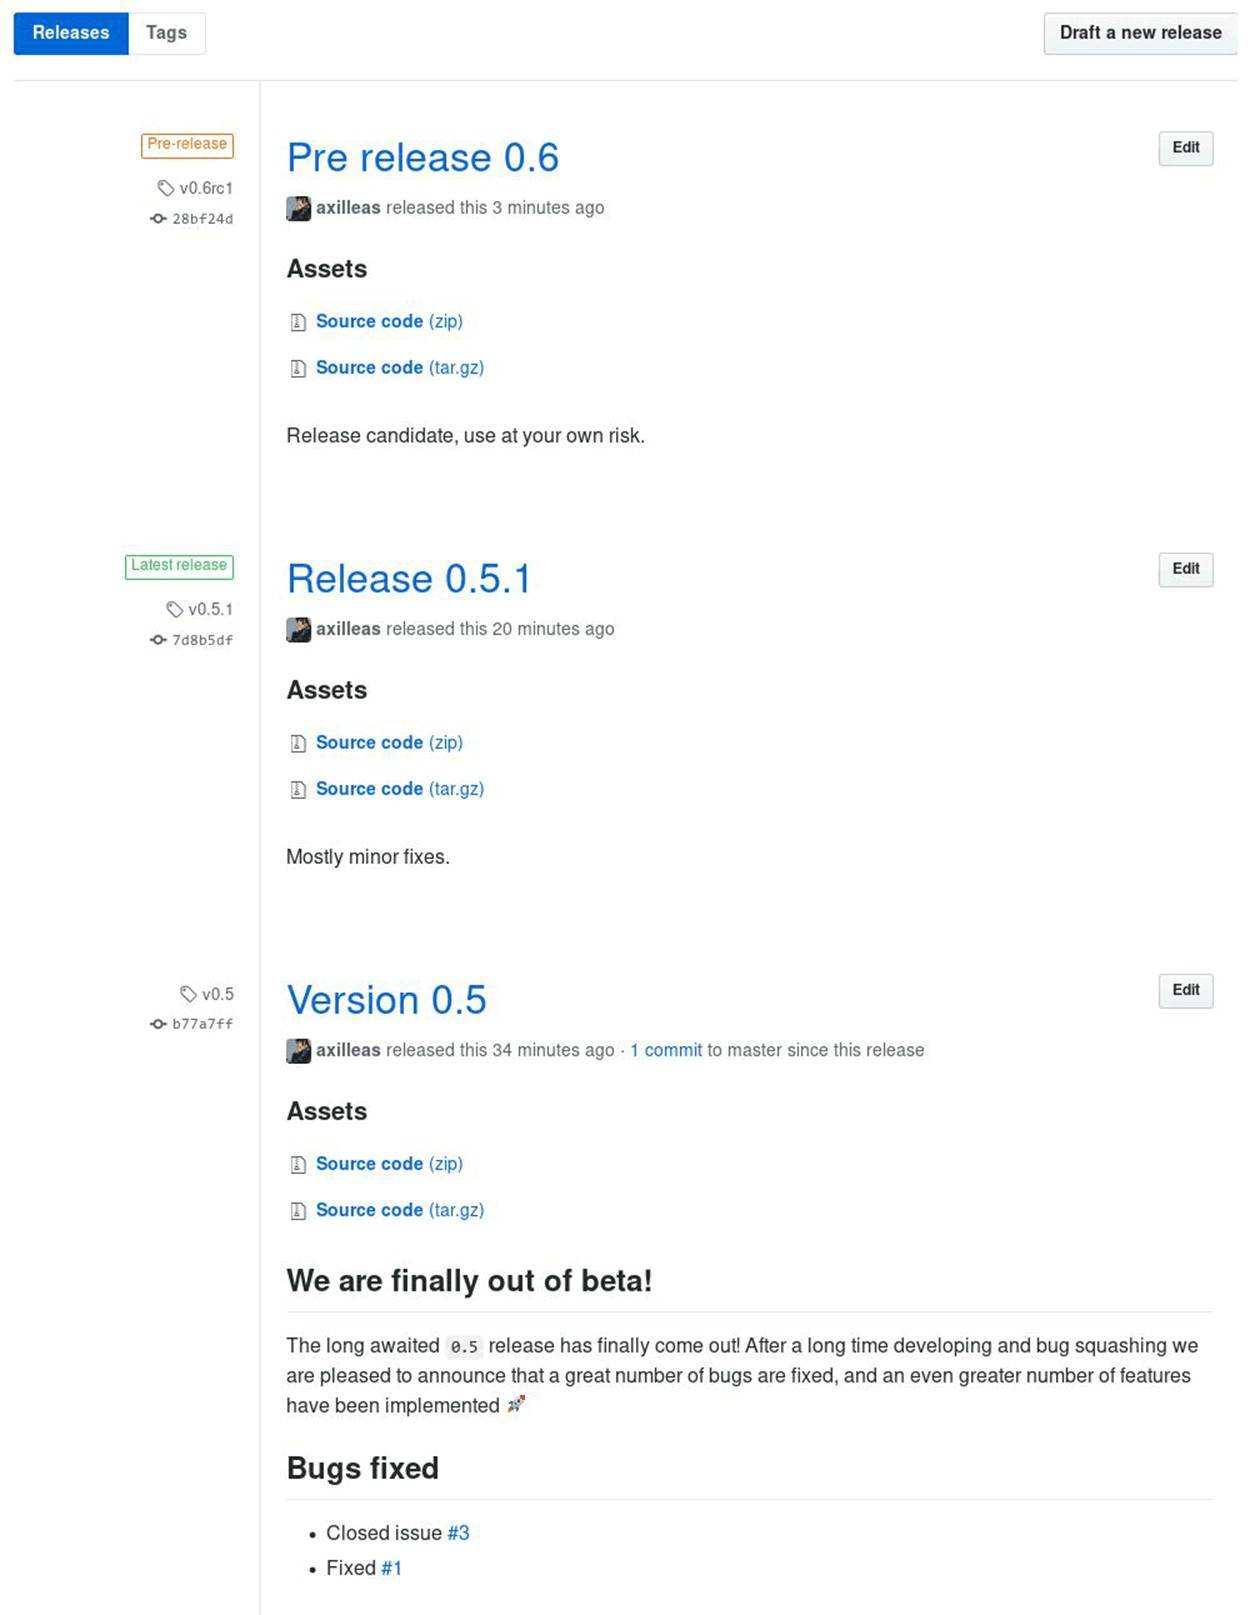 Releases Tags Draft a new release
Pre-release
v0.6rc1
28bf24d
Pre release 0.6
Edit
axilleas released this 3 minutes ago
Assets
Source code (zip)
Source code (tar.gz)
Release candidate, use at your own risk.
Latest release
v0.5.1
7d8b5df
Release 0.5.1
Edit
axilleas released this 20 minutes ago
Assets
Source code (zip)
Source code (tar.gz)
Mostly minor fixes.
v0.5
b77a7ff
Version 0.5
Edit
axilleas released this 34 minutes ago · 1 commit to master since this release
Assets
Source code (zip)
Source code (tar.gz)
We are finally out of beta!
The long awaited 0.5 release has finally come out! After a long time developing and bug squashing we
are pleased to announce that a great number of bugs are fixed, and an even greater number of features
have been implemented 🚀
Bugs fixed
• Closed issue #3
• Fixed #1